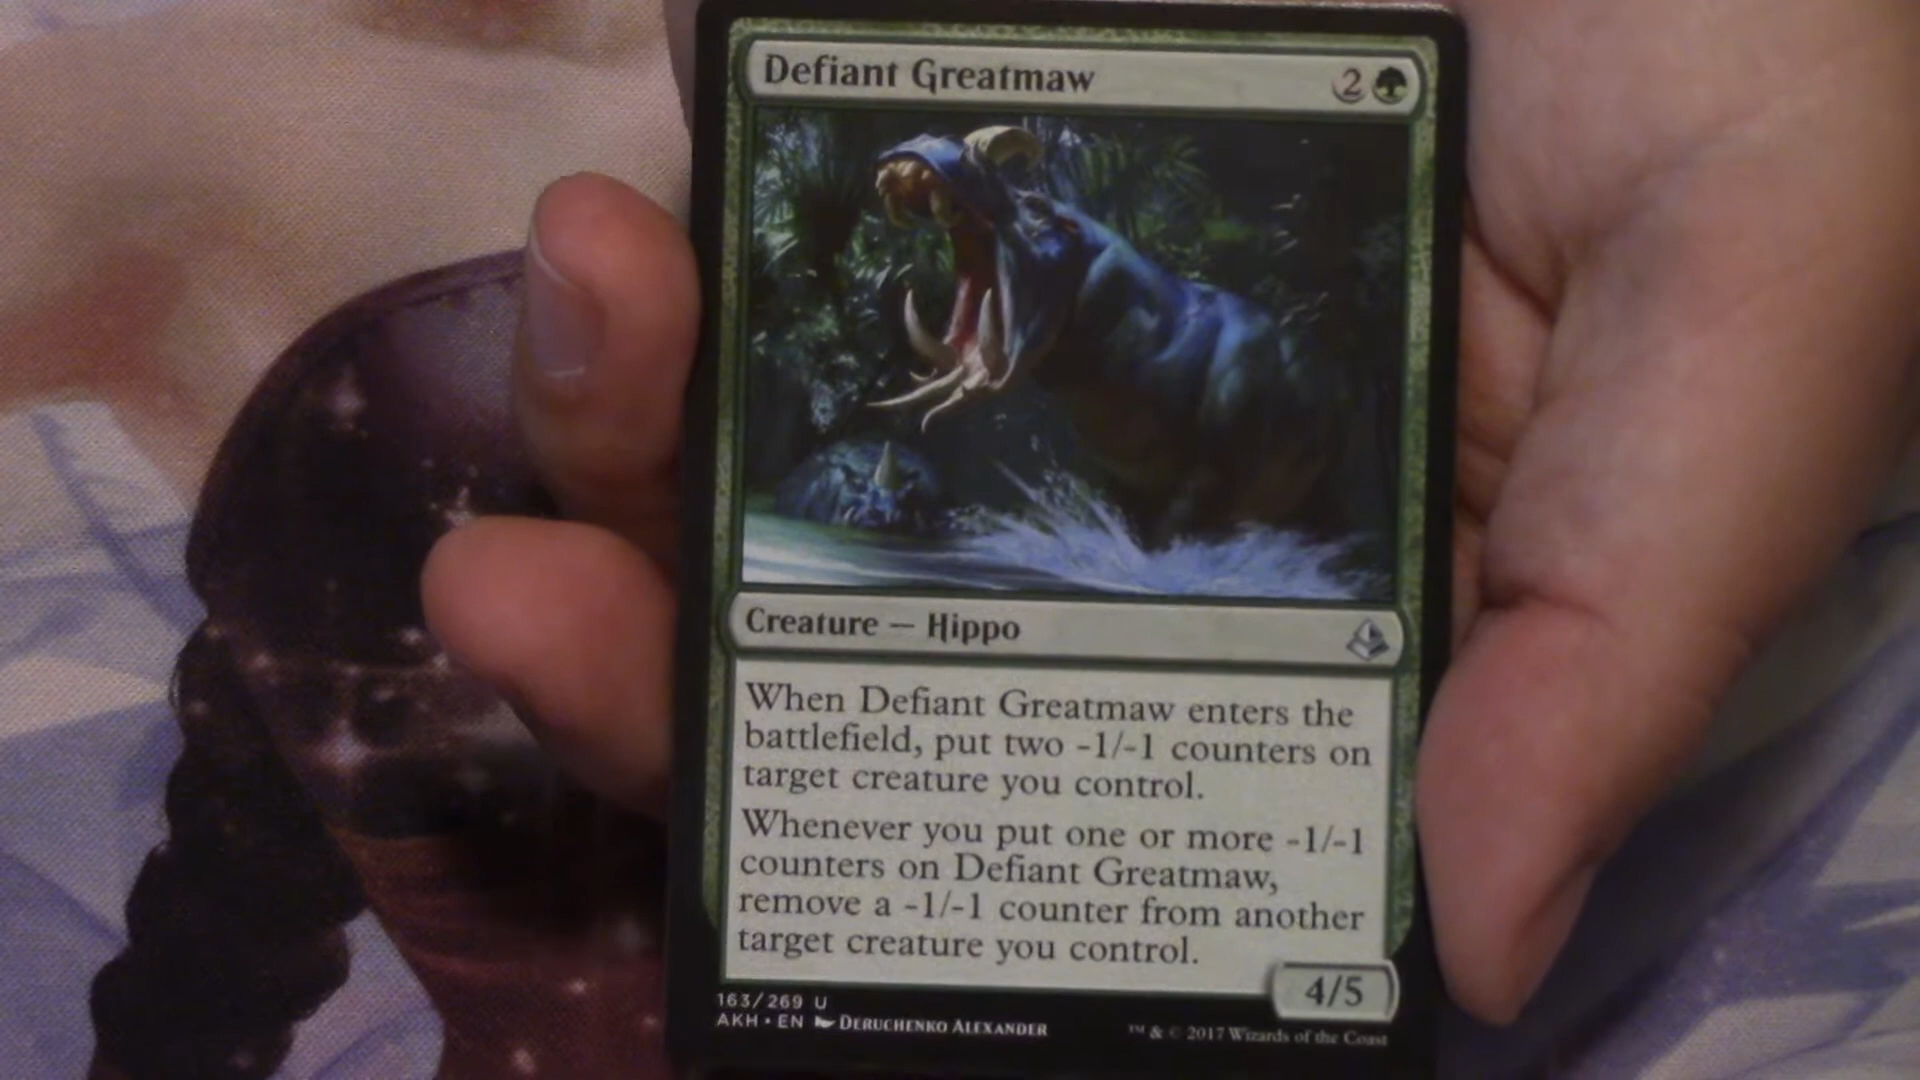 Defiant Greatmaw 2
Creature — Hippo
When Defiant Greatmaw enters the
battlefield, put two -1/-1 counters on
target creature you control.
Whenever you put one or more -1/-1
counters on Defiant Greatmaw,
remove a -1/-1 counter from another
target creature you control.
4/5
163/269 U
AKH • EN Deruchenko Alexander
™ & © 2017 Wizards of the Coast